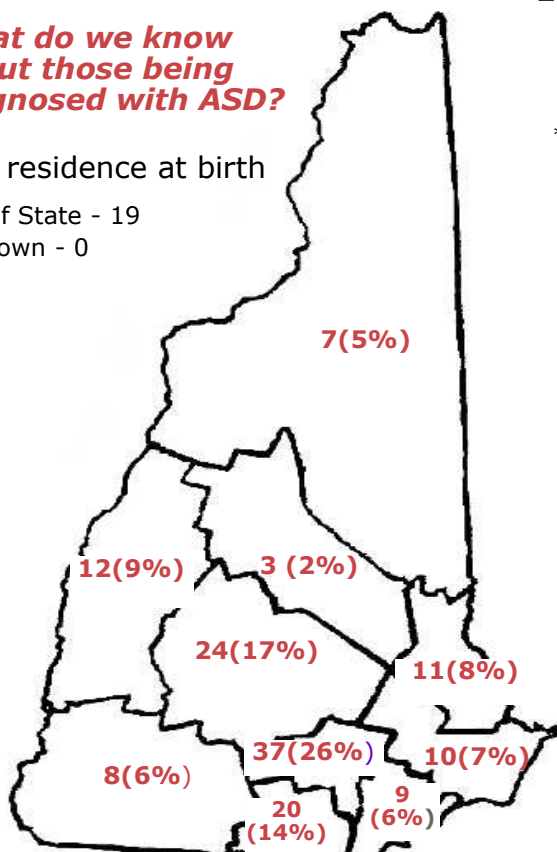 at do we know
ut those being
gnosed with ASD?
residence at birth
f State - 19
own - 0
*
7(5%)
12(9%)
3 (2%)
24(17%)
11(8%)
37(26%)
10(7%)
8(6%)
20
(14%)
9
(6%)